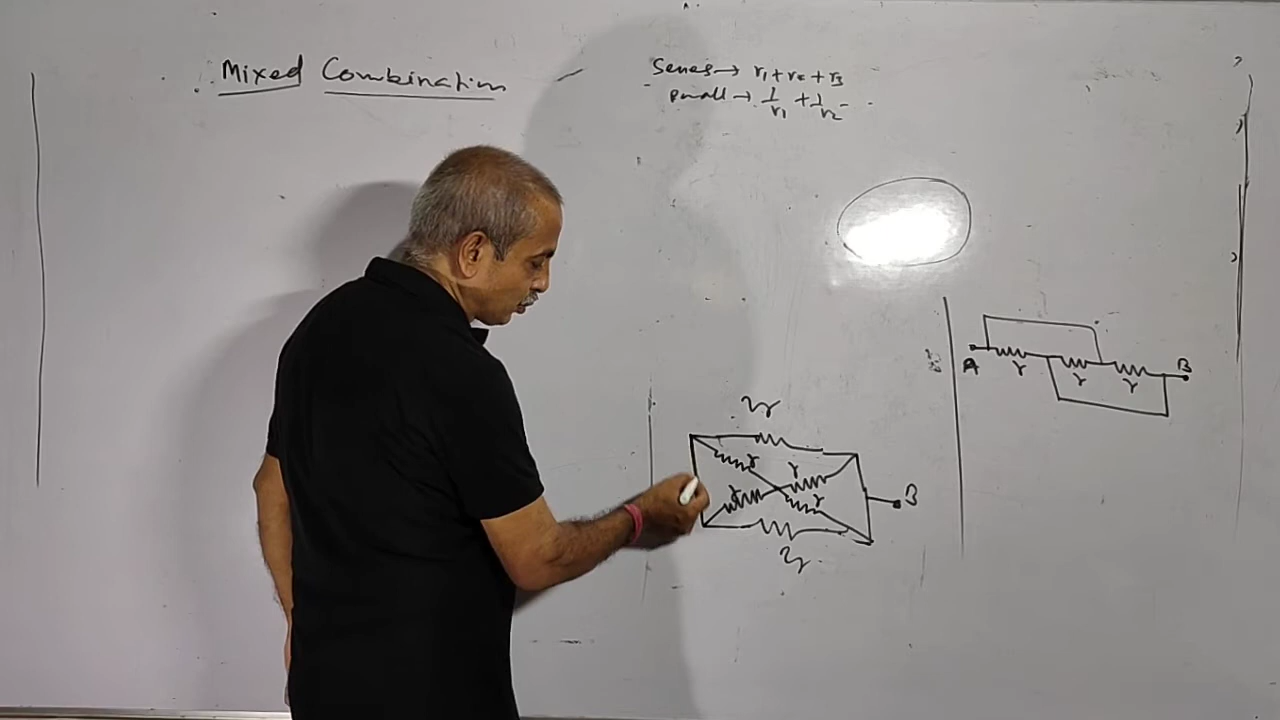 Mixed Combination
Series → r₁ + r₂ + r₃
parall → 1/r₁ + 1/r₂
A r r r B
2r
r r
r r
B
2r